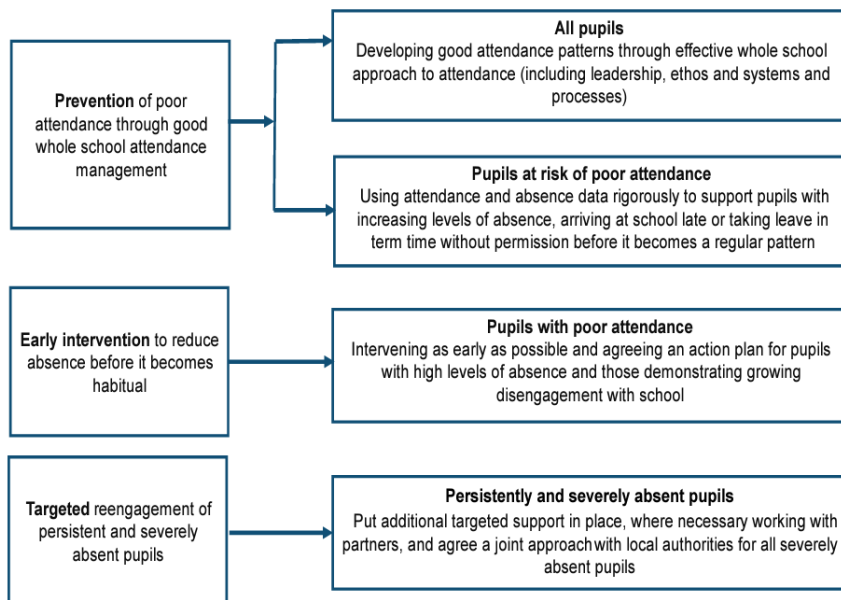 Prevention of poor
attendance through good
whole school attendance
management
All pupils
Developing good attendance patterns through effective whole school
approach to attendance (including leadership, ethos and systems and
processes)
Pupils at risk of poor attendance
Using attendance and absence data rigorously to support pupils with
increasing levels of absence, arriving at school late or taking leave in
term time without permission before it becomes a regular pattern
Early intervention to reduce
absence before it becomes
habitual
Pupils with poor attendance
Intervening as early as possible and agreeing an action plan for pupils
with high levels of absence and those demonstrating growing
disengagement with school
Targeted reengagement of
persistent and severely
absent pupils
Persistently and severely absent pupils
Put additional targeted support in place, where necessary working with
partners, and agree a joint approach with local authorities for all severely
absent pupils